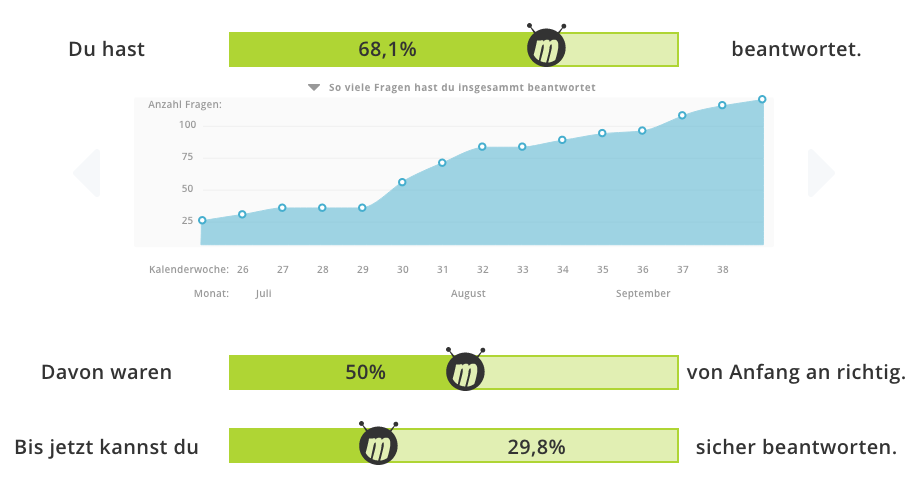 Du hast 68,1% beantwortet.
So viele Fragen hast du insgesammt beantwortet
Anzahl Fragen:
100
75
50
25
Kalenderwoche: 26 27 28 29 30 31 32 33 34 35 36 37 38
Monat: Juli August September
Davon waren 50% von Anfang an richtig.
Bis jetzt kannst du 29,8% sicher beantworten.